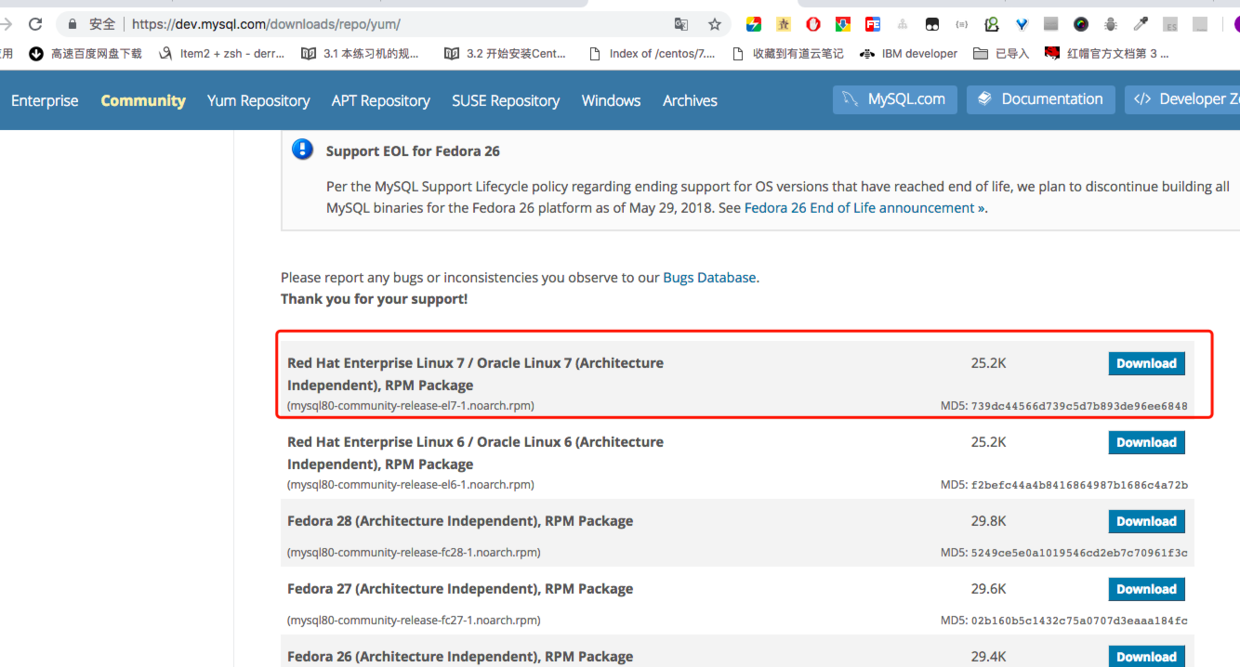 安全 https://dev.mysql.com/downloads/repo/yum/
用 高速百度网盘下载 Item2 + zsh - derr... 3.1 本练习机的规... 3.2 开始安装Cent... Index of /centos/7.... 收藏到有道云笔记 IBM developer 已导入 红帽官方文档第 3 ...
Enterprise Community Yum Repository APT Repository SUSE Repository Windows Archives MySQL.com Documentation Developer Zo
Support EOL for Fedora 26
Per the MySQL Support Lifecycle policy regarding ending support for OS versions that have reached end of life, we plan to discontinue building all
MySQL binaries for the Fedora 26 platform as of May 29, 2018. See Fedora 26 End of Life announcement ».
Please report any bugs or inconsistencies you observe to our Bugs Database.
Thank you for your support!
Red Hat Enterprise Linux 7 / Oracle Linux 7 (Architecture 25.2K Download
Independent), RPM Package
(mysql80-community-release-el7-1.noarch.rpm) MD5: 739dc44566d739c5d7b893de96ee6848
Red Hat Enterprise Linux 6 / Oracle Linux 6 (Architecture 25.2K Download
Independent), RPM Package
(mysql80-community-release-el6-1.noarch.rpm) MD5: f2befc44a4b8416864987b1686c4a72b
Fedora 28 (Architecture Independent), RPM Package 29.8K Download
(mysql80-community-release-fc28-1.noarch.rpm) MD5: 5249ce5e0a1019546cd2eb7c70961f3c
Fedora 27 (Architecture Independent), RPM Package 29.6K Download
(mysql80-community-release-fc27-1.noarch.rpm) MD5: 02b160b5c1432c75a0707d3eaaa184fc
Fedora 26 (Architecture Independent), RPM Package 29.4K Download